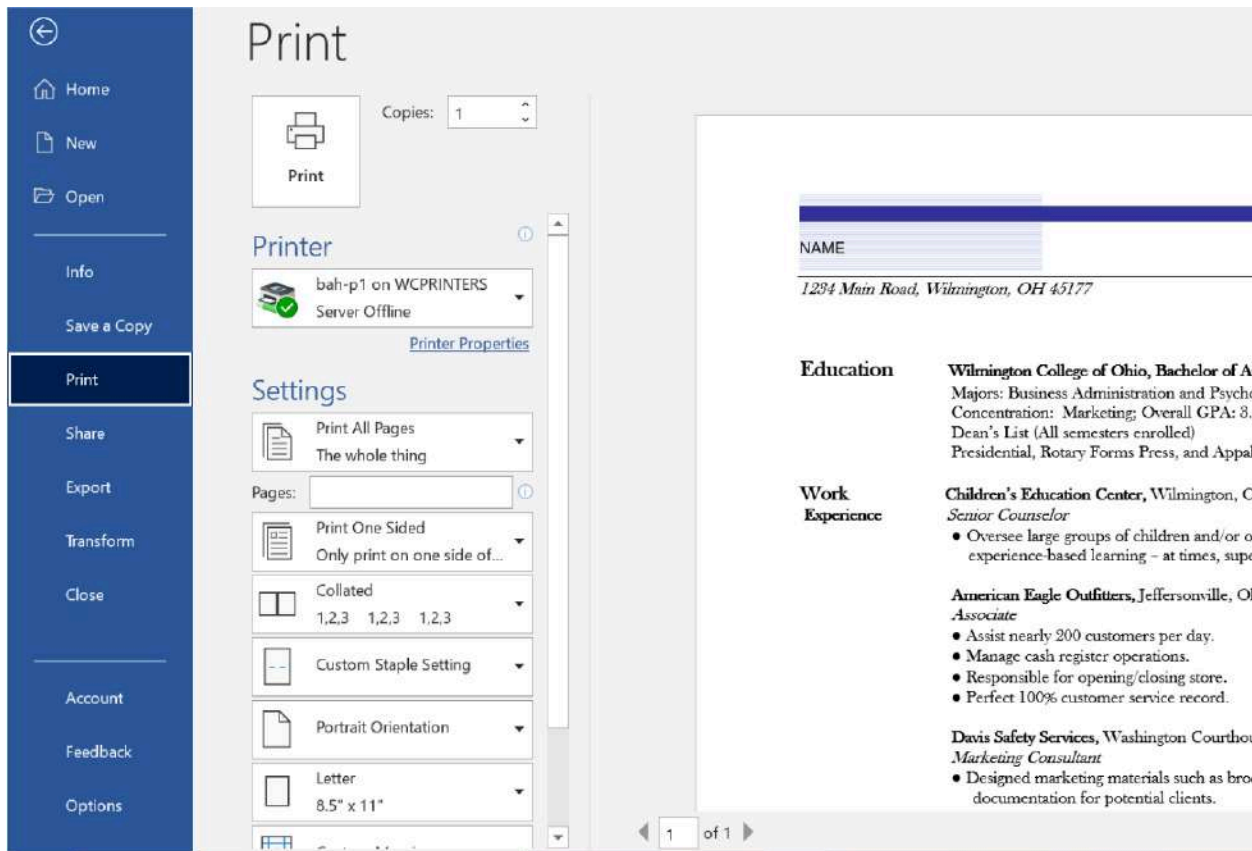 Print
Home
New
Open
Info
Save a Copy
Print
Share
Export
Transform
Close
Account
Feedback
Options
Copies: 1
Print
Printer
bah-p1 on WCPRINTERS
Server Offline
Printer Properties
Settings
Print All Pages
The whole thing
Pages:
Print One Sided
Only print on one side of...
Collated
1,2,3 1,2,3 1,2,3
Custom Staple Setting
Portrait Orientation
Letter
8.5" x 11"
NAME
1234 Main Road, Wilmington, OH 45177
Education
Wilmington College of Ohio, Bachelor of A
Majors: Business Administration and Psycho
Concentration: Marketing; Overall GPA: 3.
Dean's List (All semesters enrolled)
Presidential, Rotary Forms Press, and Appal
Work
Experience
Children's Education Center, Wilmington, O
Senior Counselor
● Oversee large groups of children and/or o
experience-based learning – at times, supe
American Eagle Outfitters, Jeffersonville, OH
Associate
● Assist nearly 200 customers per day.
● Manage cash register operations.
● Responsible for opening/closing store.
● Perfect 100% customer service record.
Davis Safety Services, Washington Courthou
Marketing Consultant
● Designed marketing materials such as broc
documentation for potential clients.
1 of 1